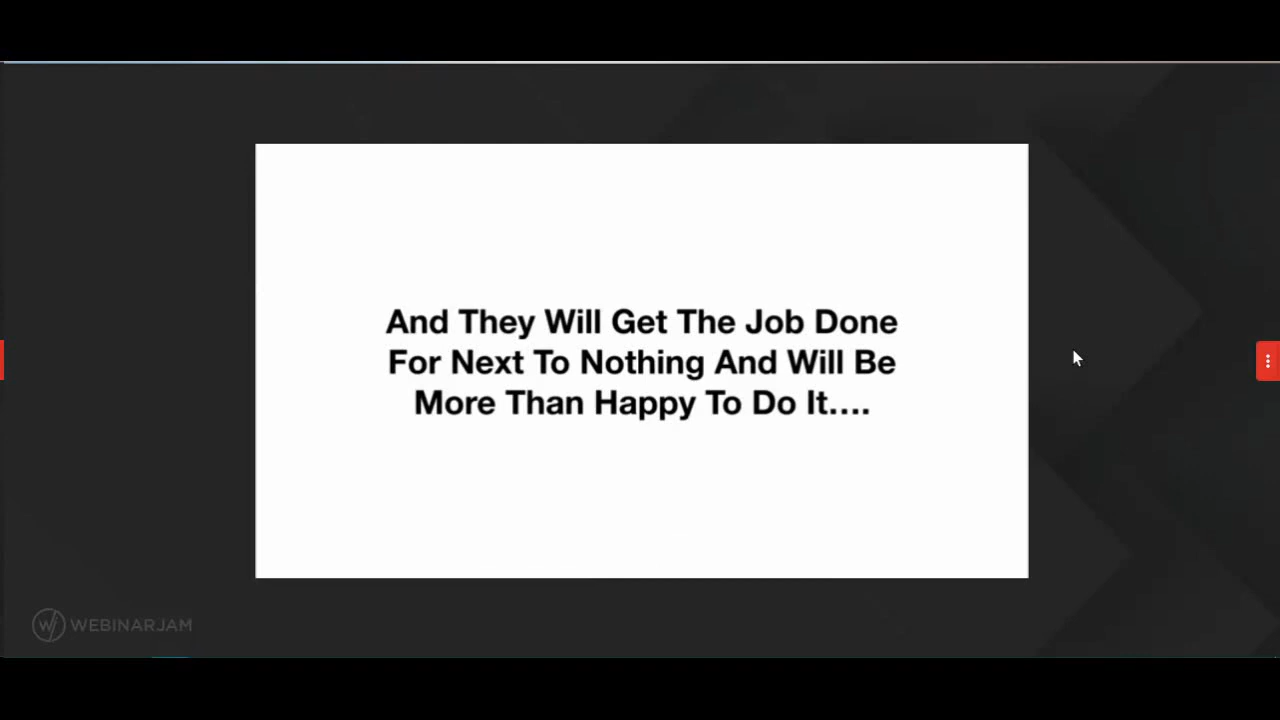 And They Will Get The Job Done
For Next To Nothing And Will Be
More Than Happy To Do It....
WEBINARJAM